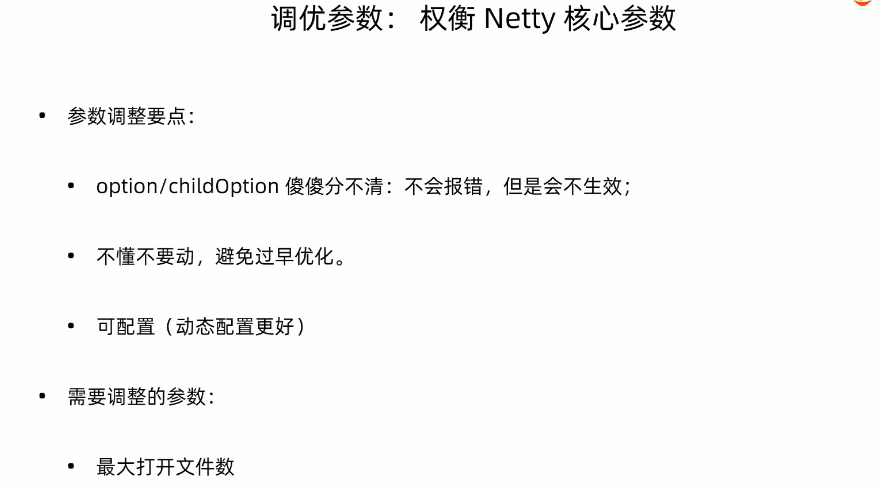 调优参数： 权衡 Netty 核心参数
• 参数调整要点：
• option/childOption 傻傻分不清：不会报错，但是会不生效；
• 不懂不要动，避免过早优化。
• 可配置（动态配置更好）
• 需要调整的参数：
• 最大打开文件数